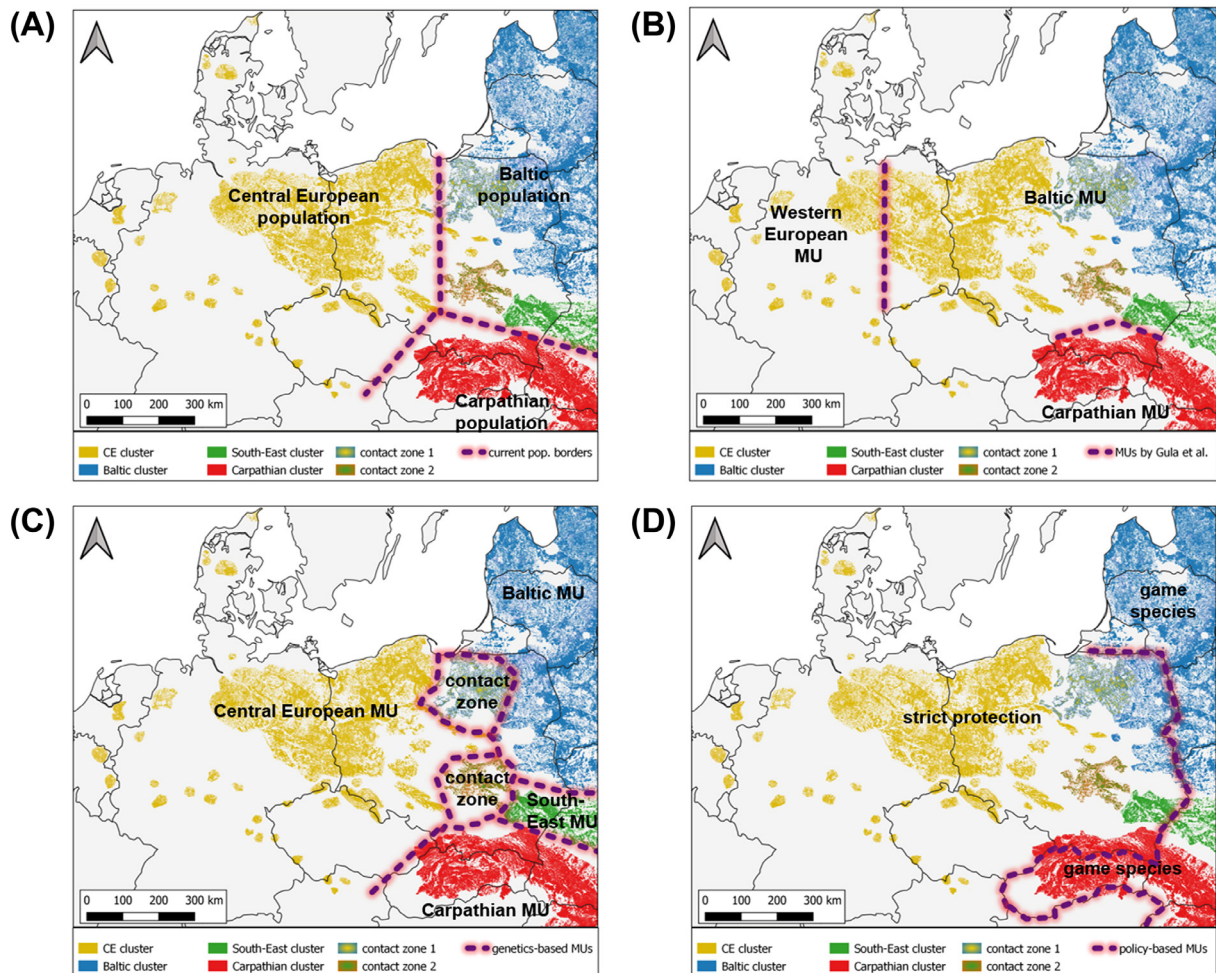 (A)
Central European
population
Baltic
population
Carpathian
population
0 100 200 300 km
CE cluster
South-East cluster
contact zone 1
current pop. borders
Baltic cluster
Carpathian cluster
contact zone 2
(B)
Western
European
MU
Baltic MU
Carpathian MU
0 100 200 300 km
CE cluster
South-East cluster
contact zone 1
MUs by Gula et al.
Baltic cluster
Carpathian cluster
contact zone 2
(C)
Baltic MU
contact
zone
Central European MU
contact
zone
South-
East MU
Carpathian MU
0 100 200 300 km
CE cluster
South-East cluster
contact zone 1
genetics-based MUs
Baltic cluster
Carpathian cluster
contact zone 2
(D)
game
species
strict protection
game species
0 100 200 300 km
CE cluster
South-East cluster
contact zone 1
policy-based MUs
Baltic cluster
Carpathian cluster
contact zone 2